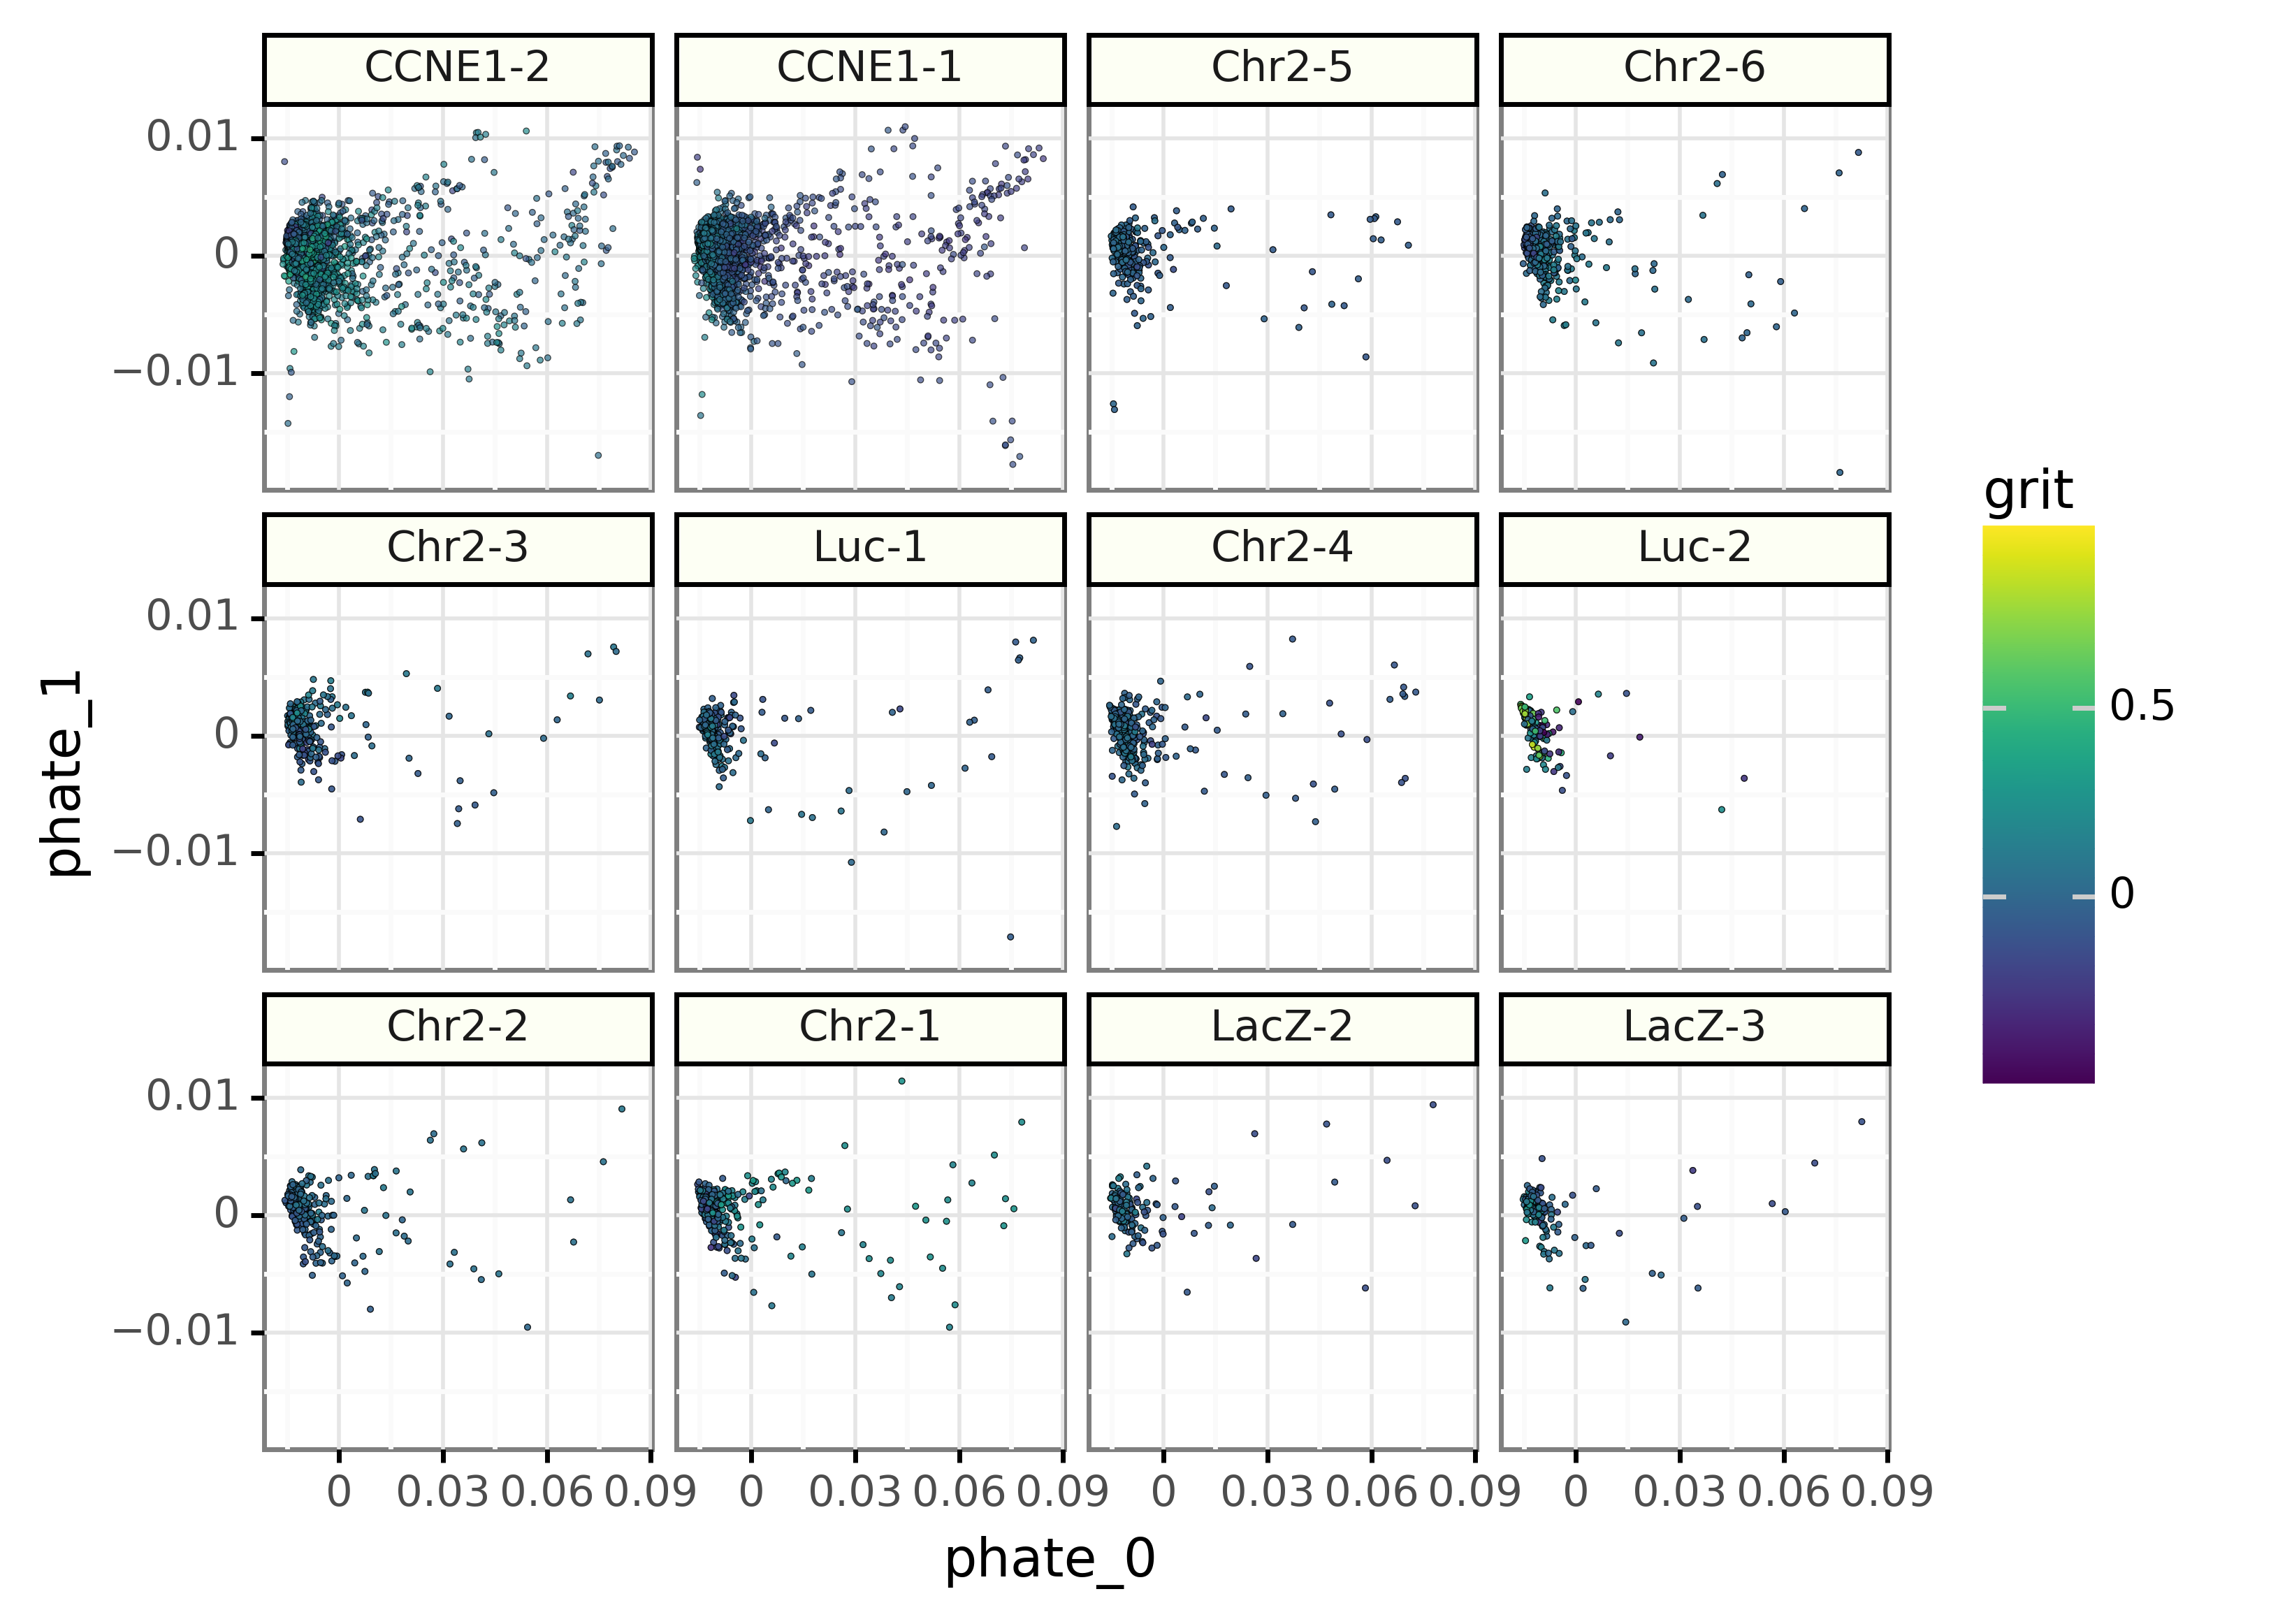 CCNE1-2 CCNE1-1 Chr2-5 Chr2-6
0.01
0
−0.01
Chr2-3 Luc-1 Chr2-4 Luc-2
0.01
0
−0.01
Chr2-2 Chr2-1 LacZ-2 LacZ-3
0.01
0
−0.01
0 0.03 0.06 0.09 0 0.03 0.06 0.09 0 0.03 0.06 0.09 0 0.03 0.06 0.09
phate_0
phate_1
grit
0.5
0